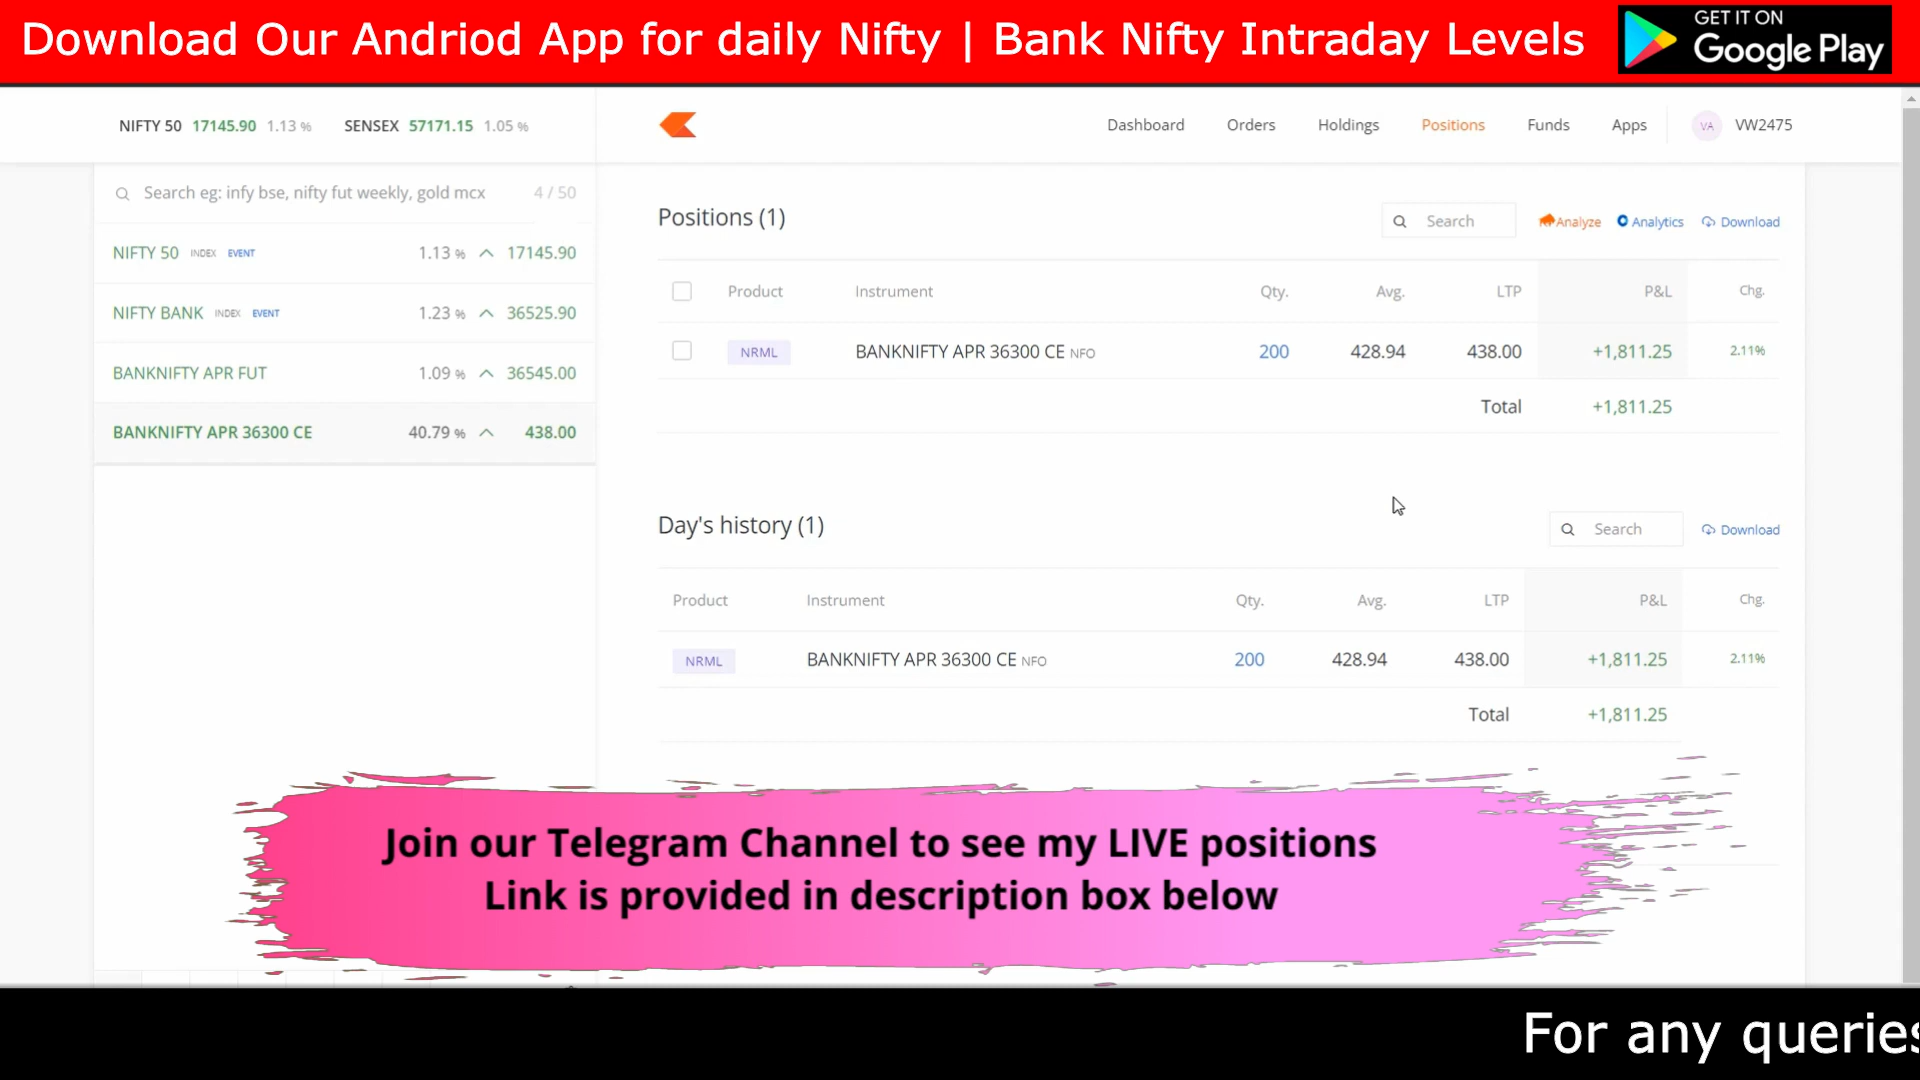 Download Our Andriod App for daily Nifty | Bank Nifty Intraday Levels
GET IT ON
Google Play
NIFTY 50 17145.90 1.13 % SENSEX 57171.15 1.05 %
Dashboard Orders Holdings Positions Funds Apps VA VW2475
Search eg: infy bse, nifty fut weekly, gold mcx 4 / 50
NIFTY 50 INDEX EVENT 1.13 % 17145.90
NIFTY BANK INDEX EVENT 1.23 % 36525.90
BANKNIFTY APR FUT 1.09 % 36545.00
BANKNIFTY APR 36300 CE 40.79 % 438.00
Positions (1) Search Analyze Analytics Download
Product Instrument Qty. Avg. LTP P&L Chg.
NRML BANKNIFTY APR 36300 CE NFO 200 428.94 438.00 +1,811.25 2.11%
Total +1,811.25
Day's history (1) Search Download
Product Instrument Qty. Avg. LTP P&L Chg.
NRML BANKNIFTY APR 36300 CE NFO 200 428.94 438.00 +1,811.25 2.11%
Total +1,811.25
Join our Telegram Channel to see my LIVE positions
Link is provided in description box below
For any queries